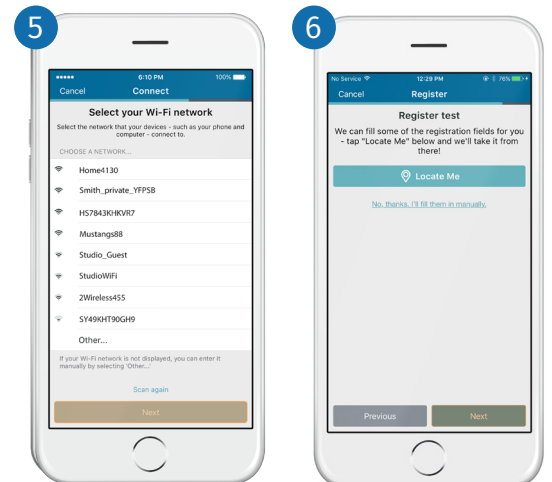 5
6:10 PM
100%
Cancel
Connect
Select your Wi-Fi network
Select the network that your devices - such as your phone and
computer - connect to.
CHOOSE A NETWORK...
Home4130
Smith_private_YFPSB
HS7843KHKVR7
Mustangs88
Studio_Guest
StudioWiFi
2Wireless455
SY49KHT90GH9
Other...
If your Wi-Fi network is not displayed, you can enter it
manually by selecting 'Other...'
Scan again
Next
6
No Service
12:29 PM
76%
Cancel
Register
Register test
We can fill some of the registration fields for you
- tap "Locate Me" below and we'll take it from
there!
Locate Me
No, thanks. I'll fill them in manually.
Previous
Next